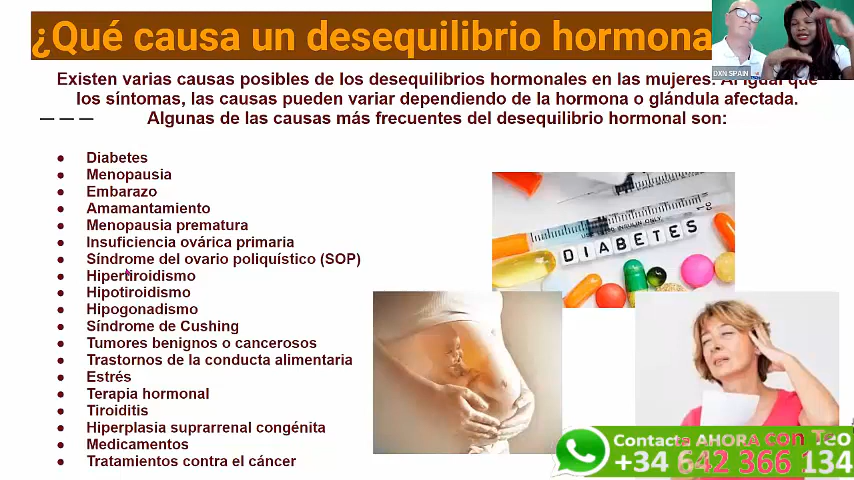 ¿Qué causa un desequilibrio hormona
DXN SPAIN
Existen varias causas posibles de los desequilibrios hormonales en las mujeres. Al igual que
los síntomas, las causas pueden variar dependiendo de la hormona o glándula afectada.
Algunas de las causas más frecuentes del desequilibrio hormonal son:
● Diabetes
● Menopausia
● Embarazo
● Amamantamiento
● Menopausia prematura
● Insuficiencia ovárica primaria
● Síndrome del ovario poliquístico (SOP)
● Hipertiroidismo
● Hipotiroidismo
● Hipogonadismo
● Síndrome de Cushing
● Tumores benignos o cancerosos
● Trastornos de la conducta alimentaria
● Estrés
● Terapia hormonal
● Tiroiditis
● Hiperplasia suprarrenal congénita
● Medicamentos
● Tratamientos contra el cáncer
DIABETES
Contacta AHORA con Teo
+34 642 366 134